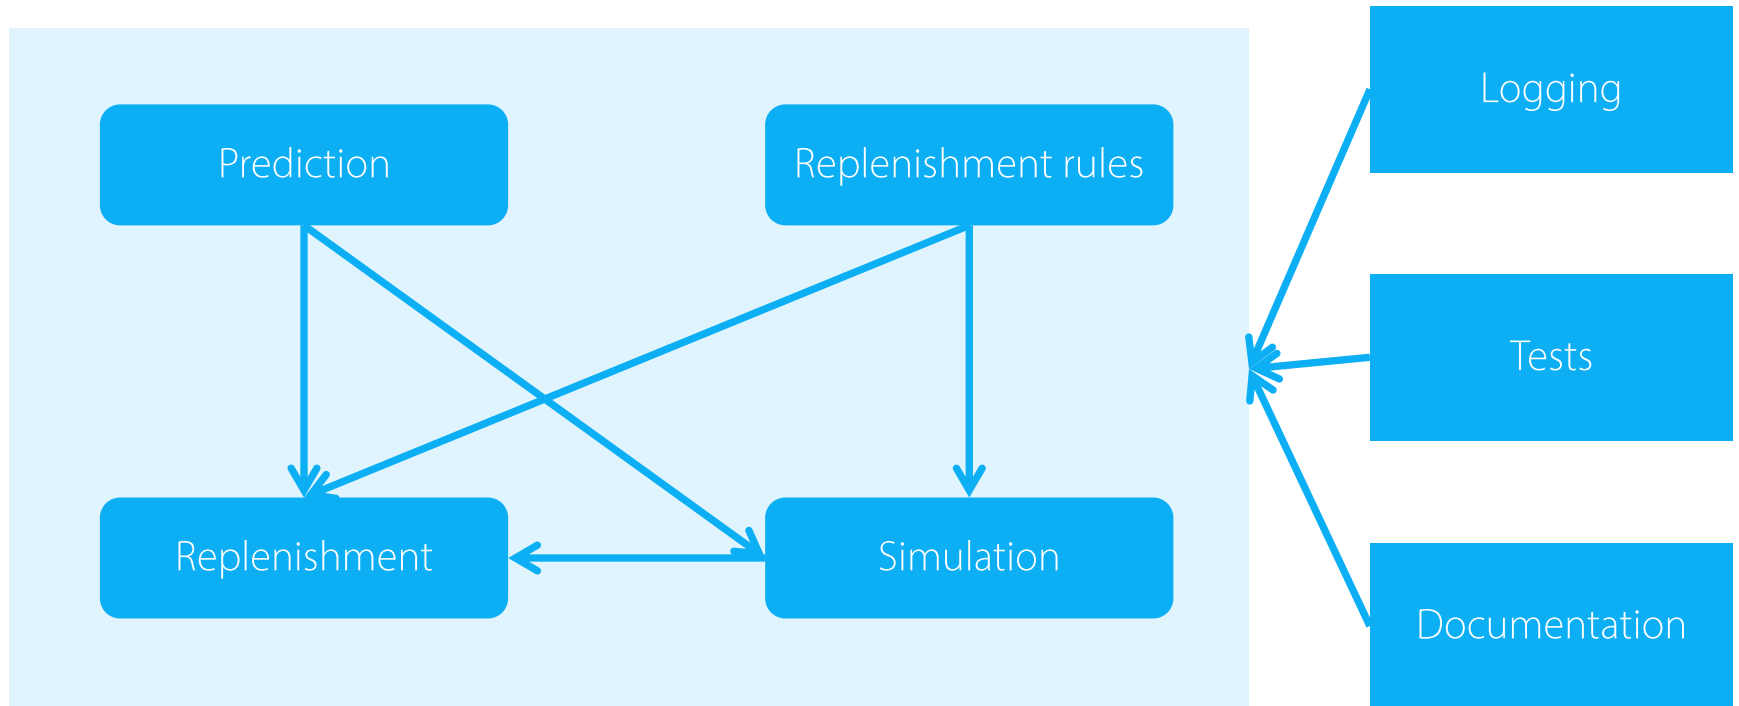 Prediction
Replenishment rules
Replenishment
Simulation
Logging
Tests
Documentation